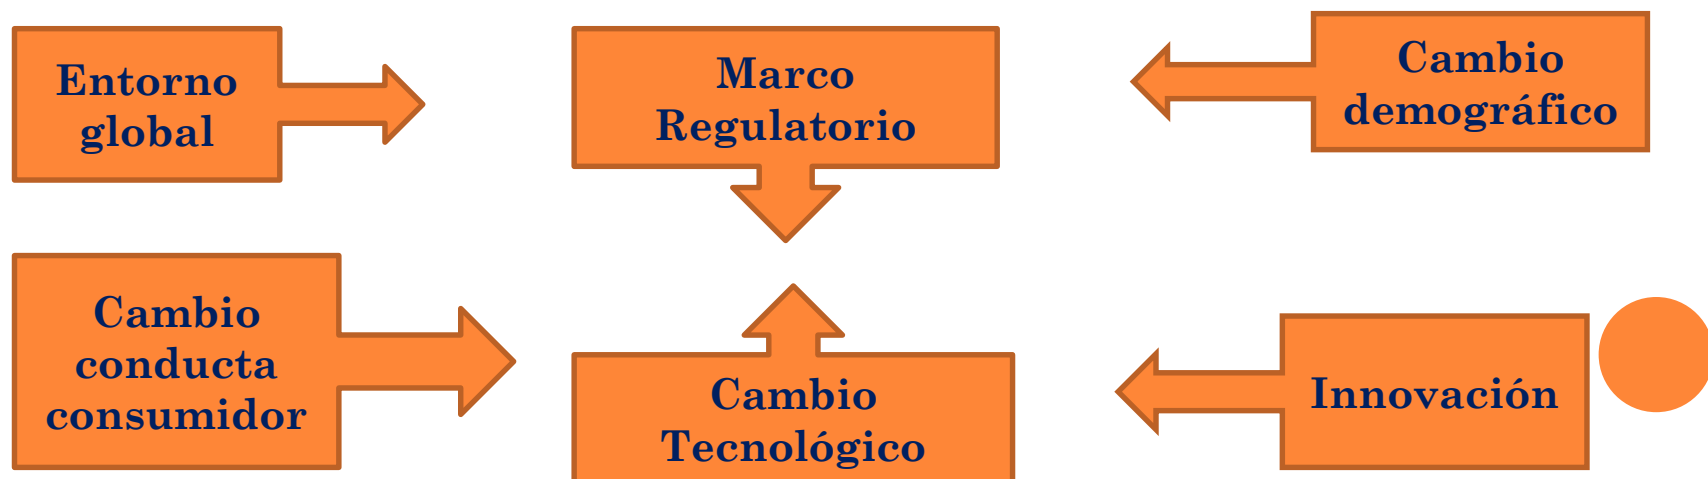 Entorno
global
Marco
Regulatorio
Cambio
demográfico
Cambio
conducta
consumidor
Cambio
Tecnológico
Innovación